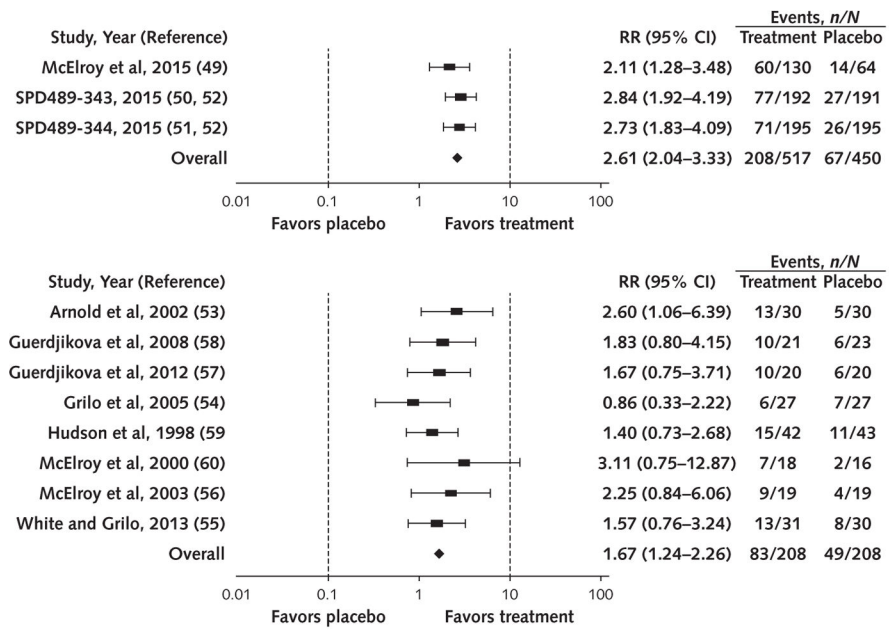 Events, n/N
Study, Year (Reference) RR (95% CI) Treatment Placebo
McElroy et al, 2015 (49) 2.11 (1.28–3.48) 60/130 14/64
SPD489-343, 2015 (50, 52) 2.84 (1.92–4.19) 77/192 27/191
SPD489-344, 2015 (51, 52) 2.73 (1.83–4.09) 71/195 26/195
Overall 2.61 (2.04–3.33) 208/517 67/450
0.01 0.1 1 10 100
Favors placebo Favors treatment
Events, n/N
Study, Year (Reference) RR (95% CI) Treatment Placebo
Arnold et al, 2002 (53) 2.60 (1.06–6.39) 13/30 5/30
Guerdjikova et al, 2008 (58) 1.83 (0.80–4.15) 10/21 6/23
Guerdjikova et al, 2012 (57) 1.67 (0.75–3.71) 10/20 6/20
Grilo et al, 2005 (54) 0.86 (0.33–2.22) 6/27 7/27
Hudson et al, 1998 (59 1.40 (0.73–2.68) 15/42 11/43
McElroy et al, 2000 (60) 3.11 (0.75–12.87) 7/18 2/16
McElroy et al, 2003 (56) 2.25 (0.84–6.06) 9/19 4/19
White and Grilo, 2013 (55) 1.57 (0.76–3.24) 13/31 8/30
Overall 1.67 (1.24–2.26) 83/208 49/208
0.01 0.1 1 10 100
Favors placebo Favors treatment